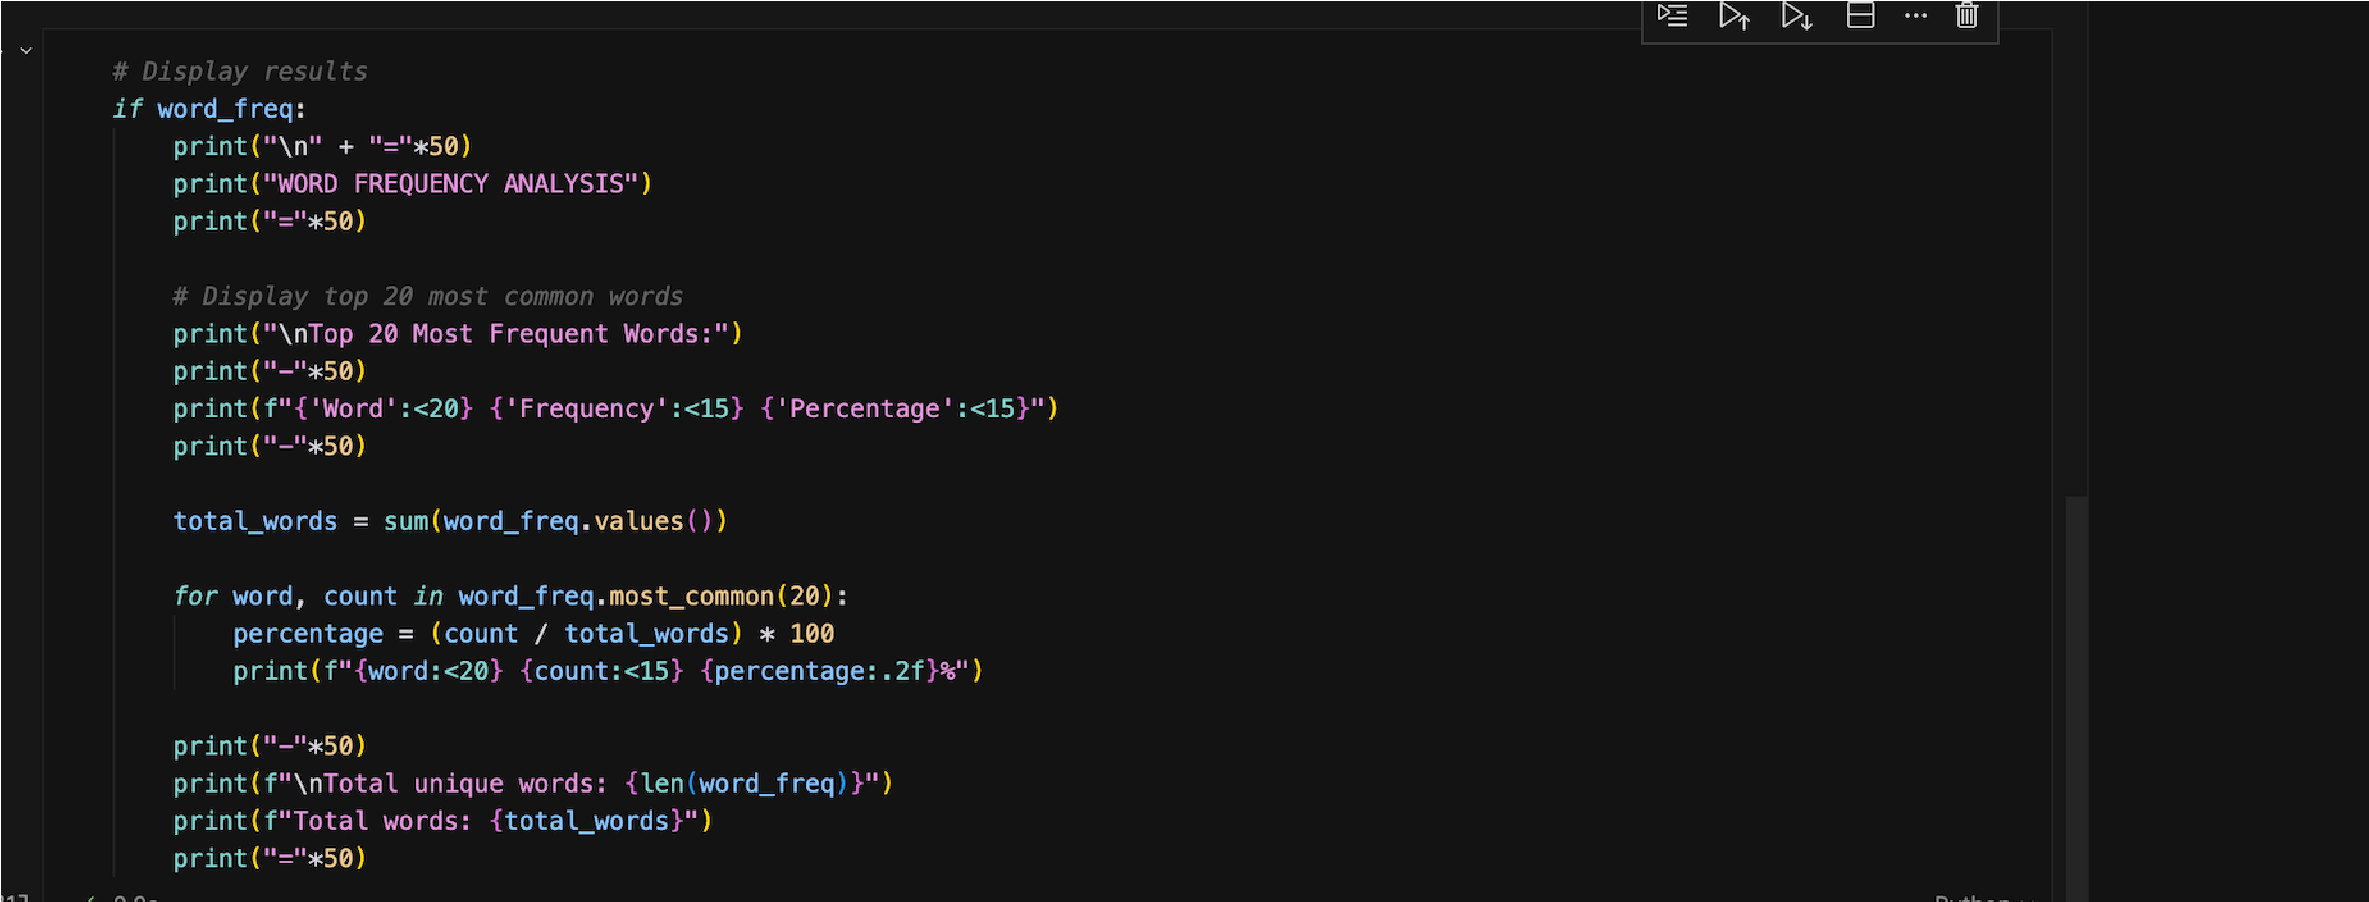 # Display results
if word_freq:
    print("\n" + "="*50)
    print("WORD FREQUENCY ANALYSIS")
    print("="*50)

    # Display top 20 most common words
    print("\nTop 20 Most Frequent Words:")
    print("-"*50)
    print(f"{'Word':<20} {'Frequency':<15} {'Percentage':<15}")
    print("-"*50)

    total_words = sum(word_freq.values())

    for word, count in word_freq.most_common(20):
        percentage = (count / total_words) * 100
        print(f"{word:<20} {count:<15} {percentage:.2f}%")

    print("-"*50)
    print(f"\nTotal unique words: {len(word_freq)}")
    print(f"Total words: {total_words}")
    print("="*50)